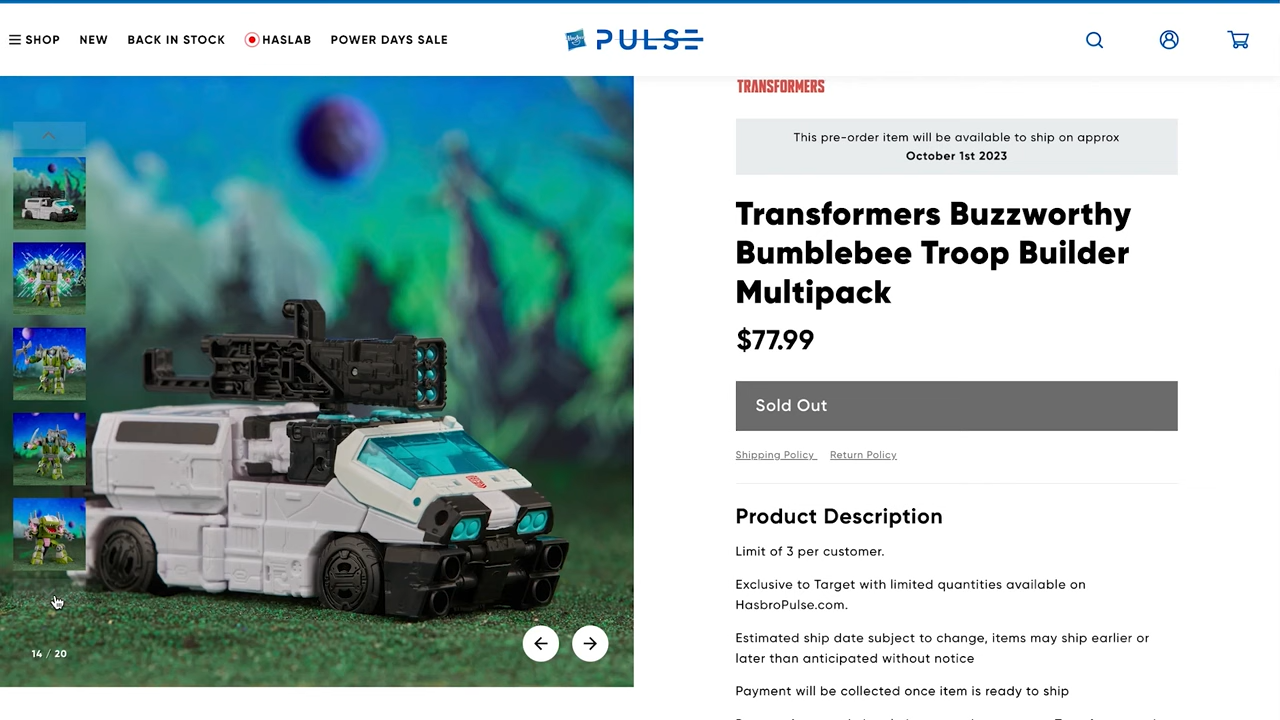 SHOP NEW BACK IN STOCK HASLAB POWER DAYS SALE
Hasbro PULSE
TRANSFORMERS
This pre-order item will be available to ship on approx
October 1st 2023
Transformers Buzzworthy
Bumblebee Troop Builder
Multipack
$77.99
Sold Out
Shipping Policy Return Policy
Product Description
Limit of 3 per customer.
Exclusive to Target with limited quantities available on
HasbroPulse.com.
Estimated ship date subject to change, items may ship earlier or
later than anticipated without notice
Payment will be collected once item is ready to ship
14 / 20